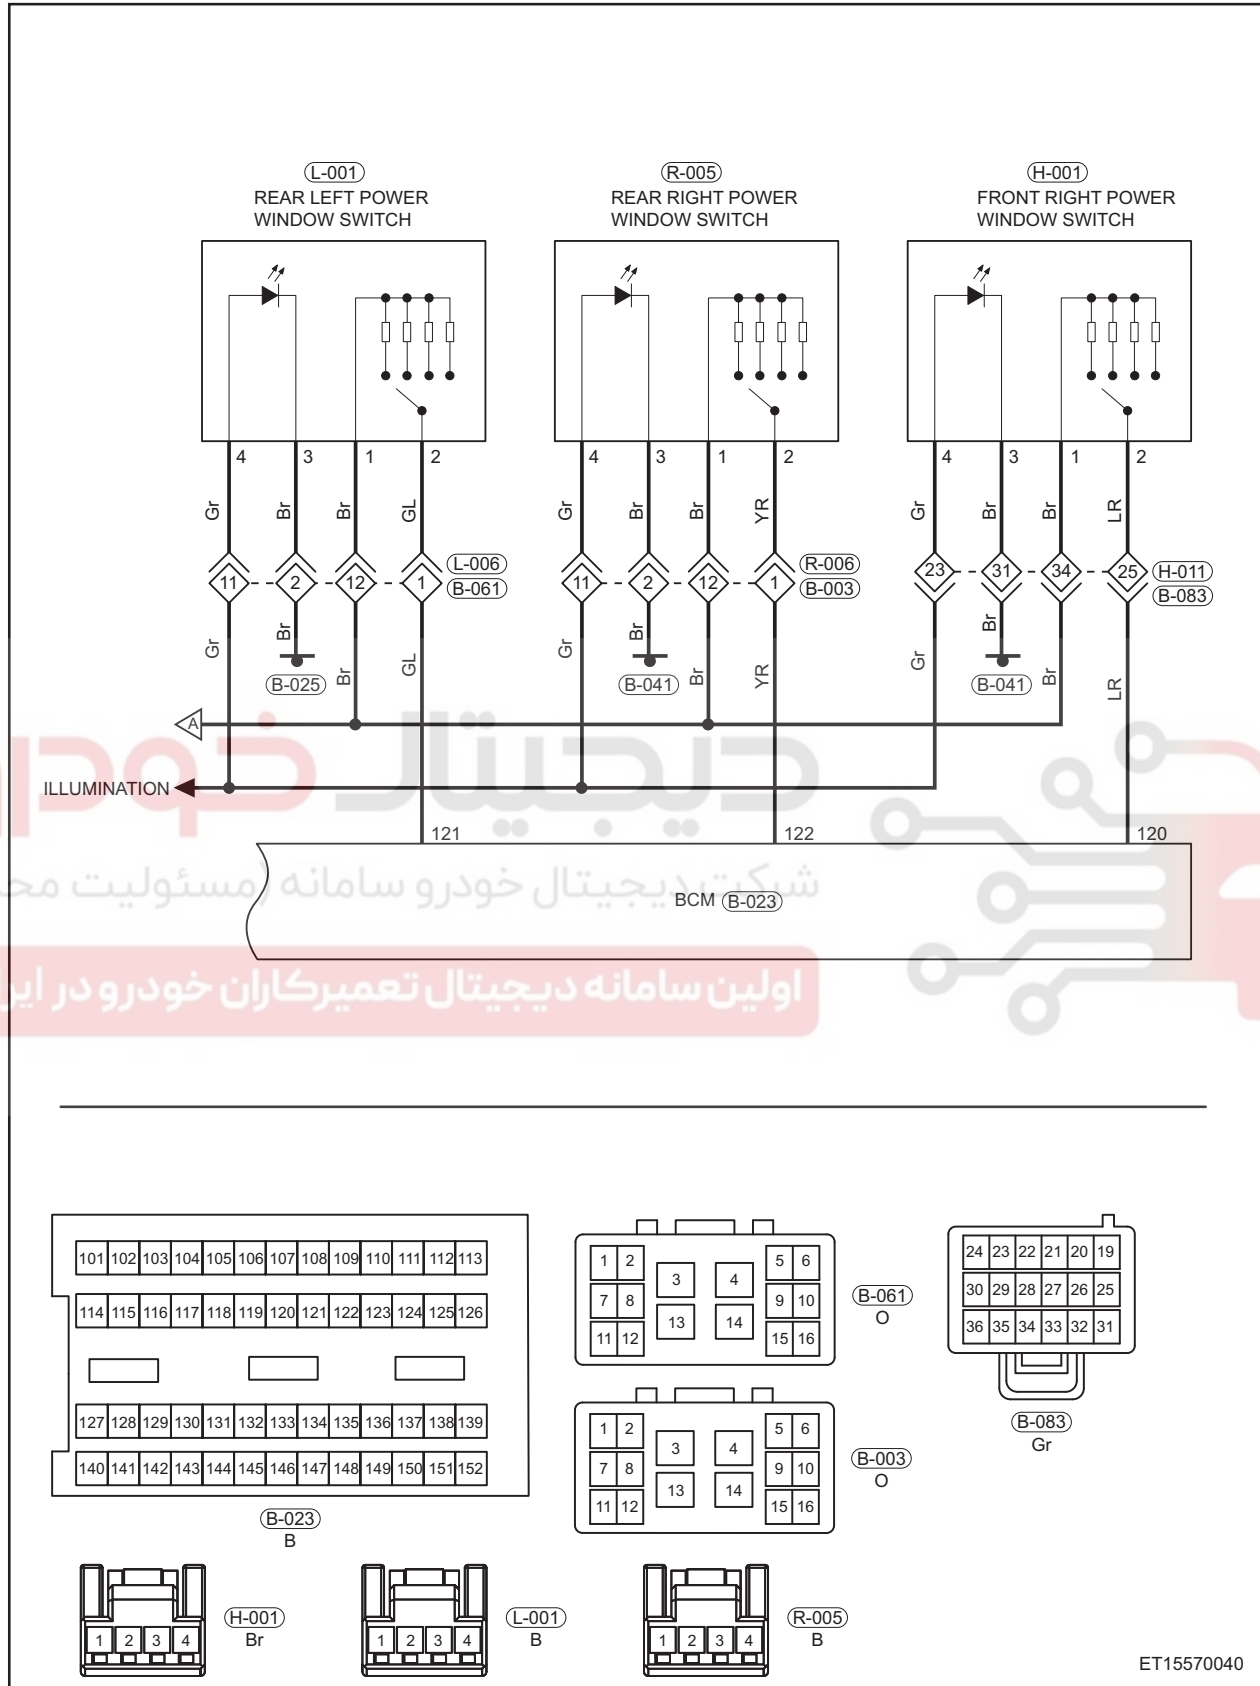 L-001
REAR LEFT POWER
WINDOW SWITCH
R-005
REAR RIGHT POWER
WINDOW SWITCH
H-001
FRONT RIGHT POWER
WINDOW SWITCH
4 3 1 2 4 3 1 2 4 3 1 2
Gr Br Br GL Gr Br Br YR Gr Br Br LR
11 2 12 1 L-006 B-061
11 2 12 1 R-006 B-003
23 31 34 25 H-011 B-083
Gr Br Br GL Gr Br Br YR Gr Br Br LR
B-025 B-041 B-041
A
دیجیتال خودرو
ILLUMINATION
121 122 120
شرکت دیجیتال خودرو سامانه (مسئولیت
BCM B-023
اولین سامانه دیجیتال تعمیرکاران خودرو در
101 102 103 104 105 106 107 108 109 110 111 112 113
114 115 116 117 118 119 120 121 122 123 124 125 126
127 128 129 130 131 132 133 134 135 136 137 138 139
140 141 142 143 144 145 146 147 148 149 150 151 152
B-023
B
1 2 3 4 5 6
7 8 13 14 9 10
11 12 15 16
B-061
O
1 2 3 4 5 6
7 8 13 14 9 10
11 12 15 16
B-003
O
24 23 22 21 20 19
30 29 28 27 26 25
36 35 34 33 32 31
B-083
Gr
1 2 3 4
H-001
Br
1 2 3 4
L-001
B
1 2 3 4
R-005
B
ET15570040